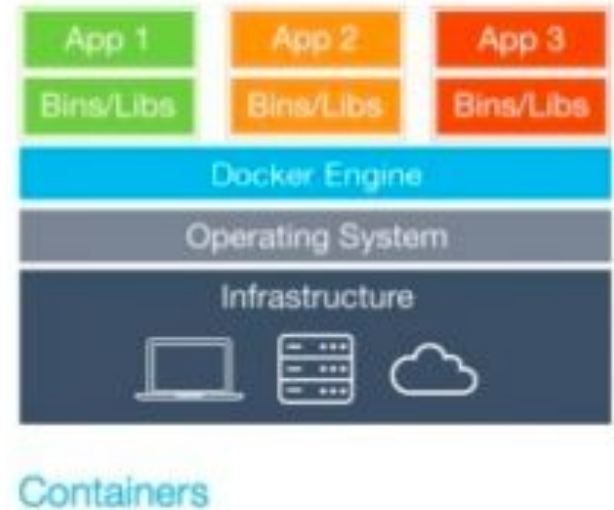 App 1 App 2 App 3
Bins/Libs Bins/Libs Bins/Libs
Docker Engine
Operating System
Infrastructure
Containers